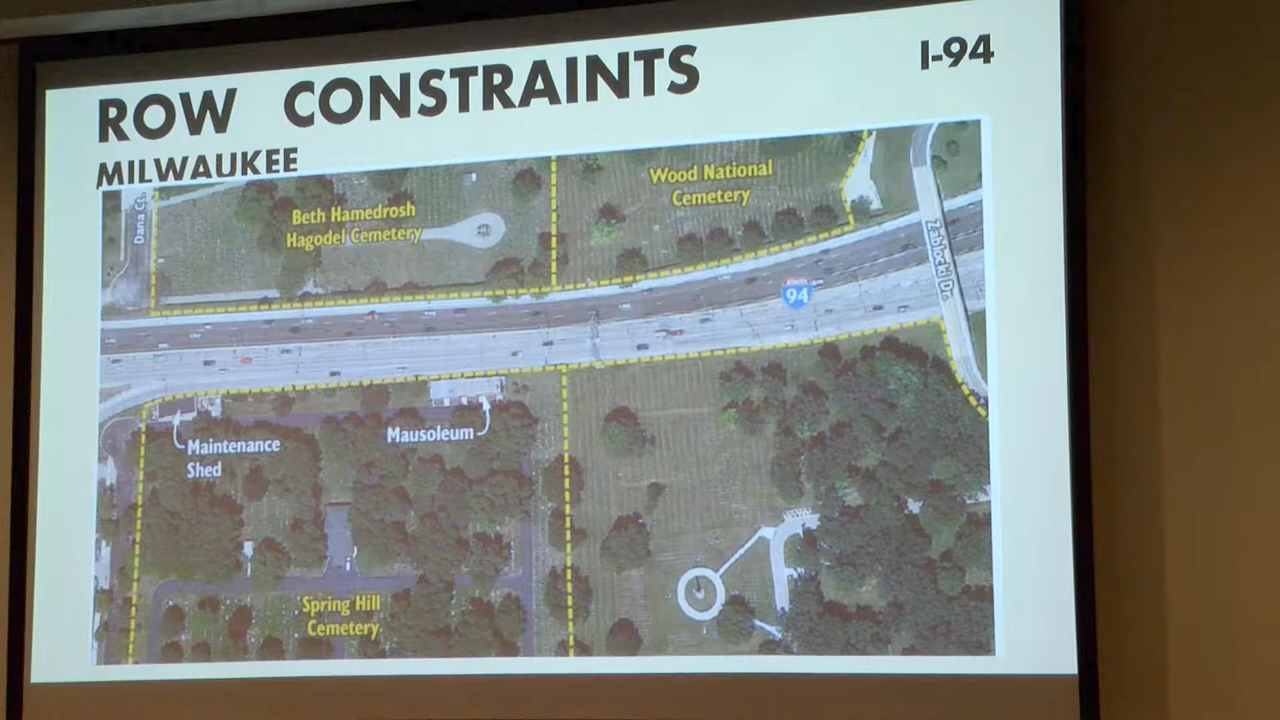 I-94
ROW CONSTRAINTS
MILWAUKEE
Dana Ct.
Beth Hamedrosh
Hagodel Cemetery
Wood National
Cemetery
Zablocki Dr.
94
Maintenance
Shed
Mausoleum
Spring Hill
Cemetery